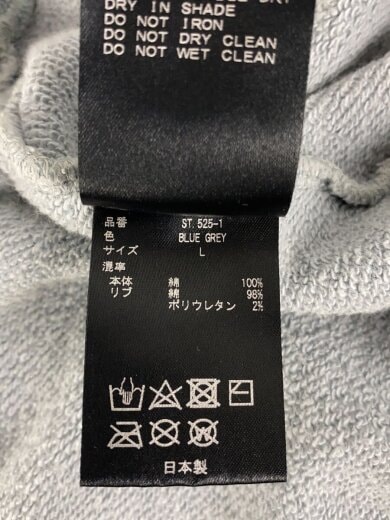 DRY IN SHADE
DO NOT IRON
DO NOT DRY CLEAN
DO NOT WET CLEAN
品番 ST.525-1
色 BLUE GREY
サイズ L
混率
本体 綿 100%
リブ 綿 98%
ポリウレタン 2%
日本製